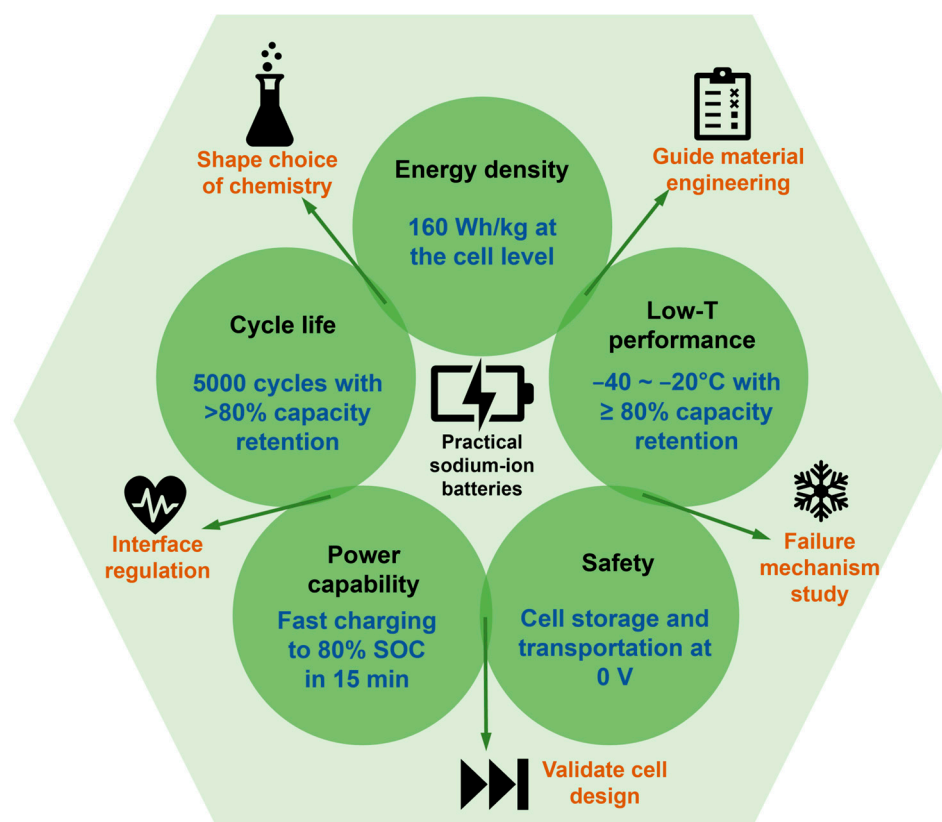 Shape choice
of chemistry
Guide material
engineering
Energy density
160 Wh/kg at
the cell level
Cycle life
5000 cycles with
>80% capacity
retention
Low-T
performance
–40 ~ –20°C with
≥ 80% capacity
retention
Practical
sodium-ion
batteries
Interface
regulation
Failure
mechanism
study
Power
capability
Fast charging
to 80% SOC
in 15 min
Safety
Cell storage and
transportation at
0 V
Validate cell
design